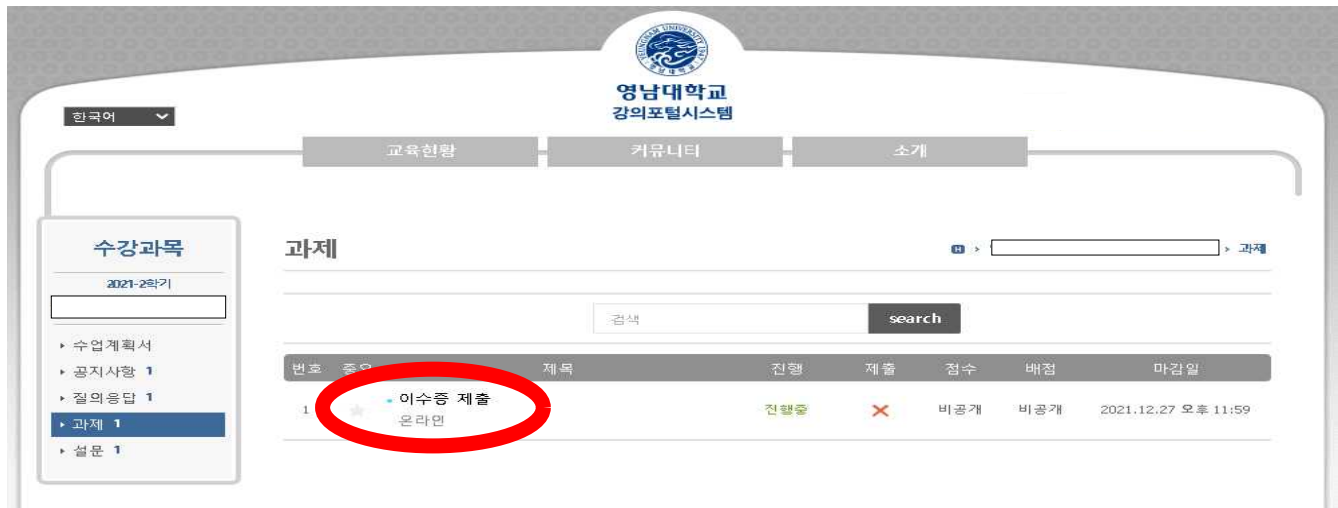 영남대학교
강의포털시스템
한국어
교육현황 커뮤니티 소개
수강과목
2021-2학기
수업계획서
공지사항 1
질의응답 1
과제 1
설문 1
과제
H › › 과제
검색 search
번호 제목 진행 제출 점수 배점 마감일
1 이수증 제출 진행중 비공개 비공개 2021.12.27 오후 11:59
온라인